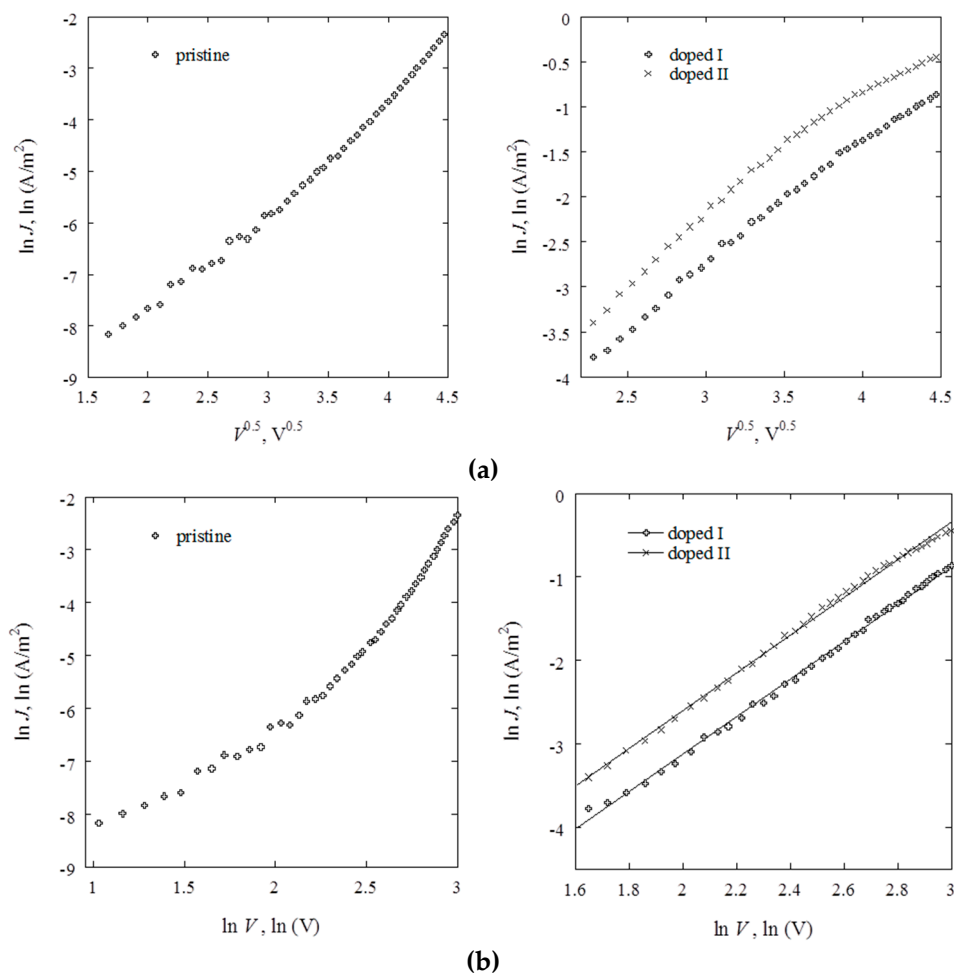 (a)
-2
-3
-4
-5
-6
-7
-8
-9
ln J, ln (A/m²)
pristine
1.5 2 2.5 3 3.5 4 4.5
V^0.5, V^0.5
0
-0.5
-1
-1.5
-2
-2.5
-3
-3.5
-4
ln J, ln (A/m²)
doped I
doped II
2.5 3 3.5 4 4.5
V^0.5, V^0.5
(a)
-2
-3
-4
-5
-6
-7
-8
-9
ln J, ln (A/m²)
pristine
1 1.5 2 2.5 3
ln V, ln (V)
0
-1
-2
-3
-4
ln J, ln (A/m²)
doped I
doped II
1.6 1.8 2 2.2 2.4 2.6 2.8 3
ln V, ln (V)
(b)